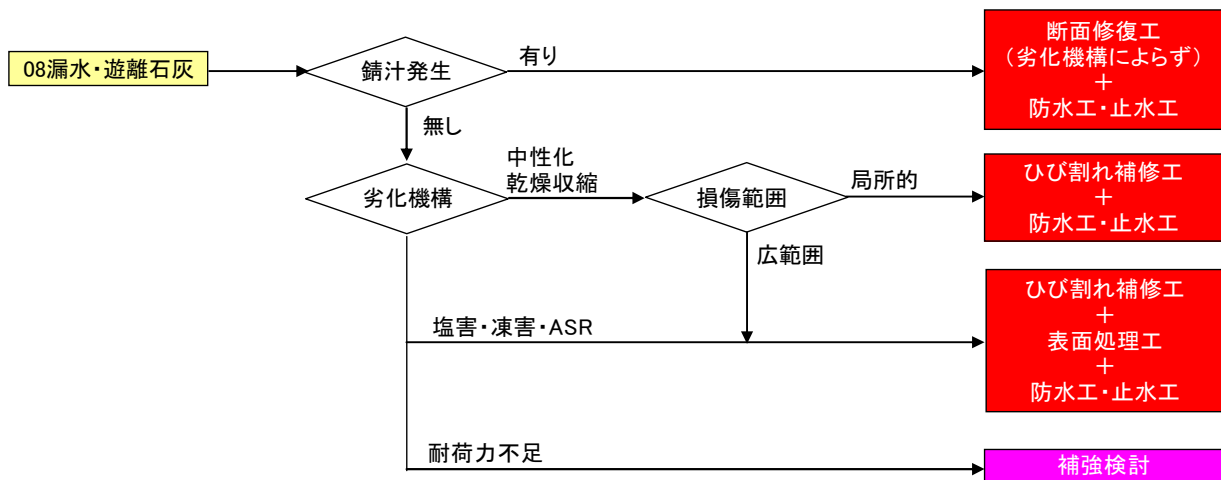 08漏水・遊離石灰
錆汁発生
有り
断面修復工
(劣化機構によらず)
+
防水工・止水工
無し
劣化機構
中性化
乾燥収縮
損傷範囲
局所的
ひび割れ補修工
+
防水工・止水工
広範囲
塩害・凍害・ASR
ひび割れ補修工
+
表面処理工
+
防水工・止水工
耐荷力不足
補強検討